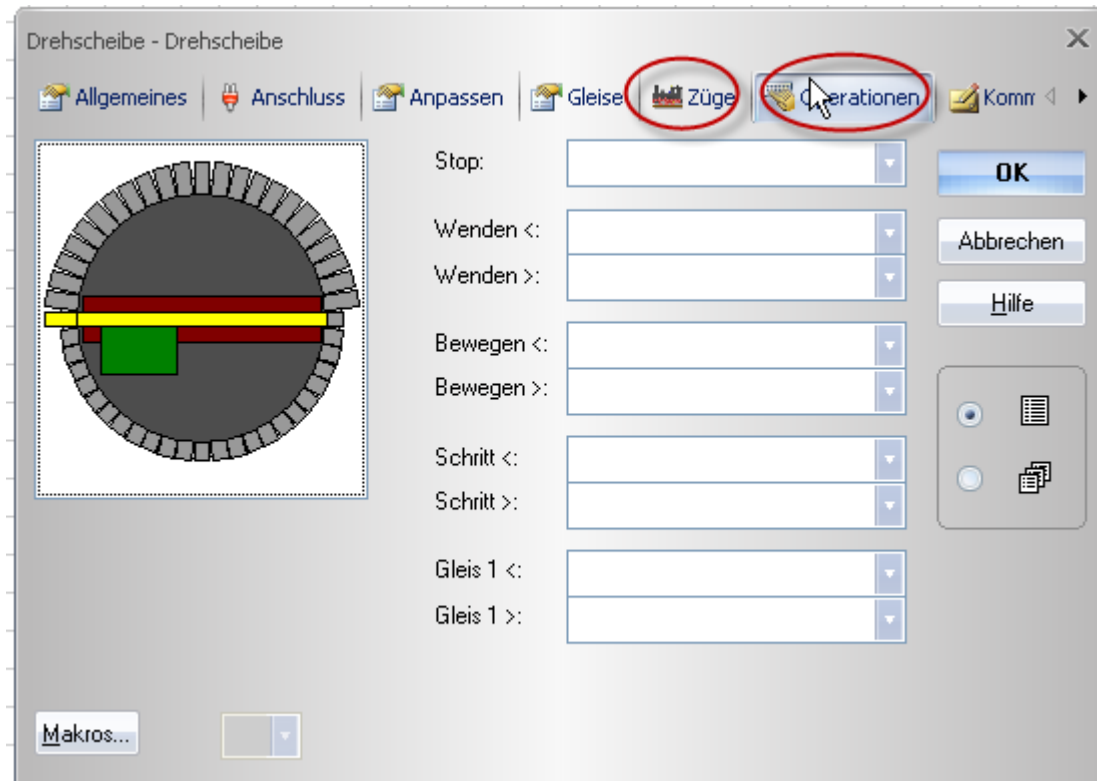 Drehscheibe - Drehscheibe
Allgemeines Anschluss Anpassen Gleise Züge Operationen Komm
Stop:
OK
Wenden <:
Abbrechen
Wenden >:
Hilfe
Bewegen <:
Bewegen >:
Schritt <:
Schritt >:
Gleis 1 <:
Gleis 1 >:
Makros...